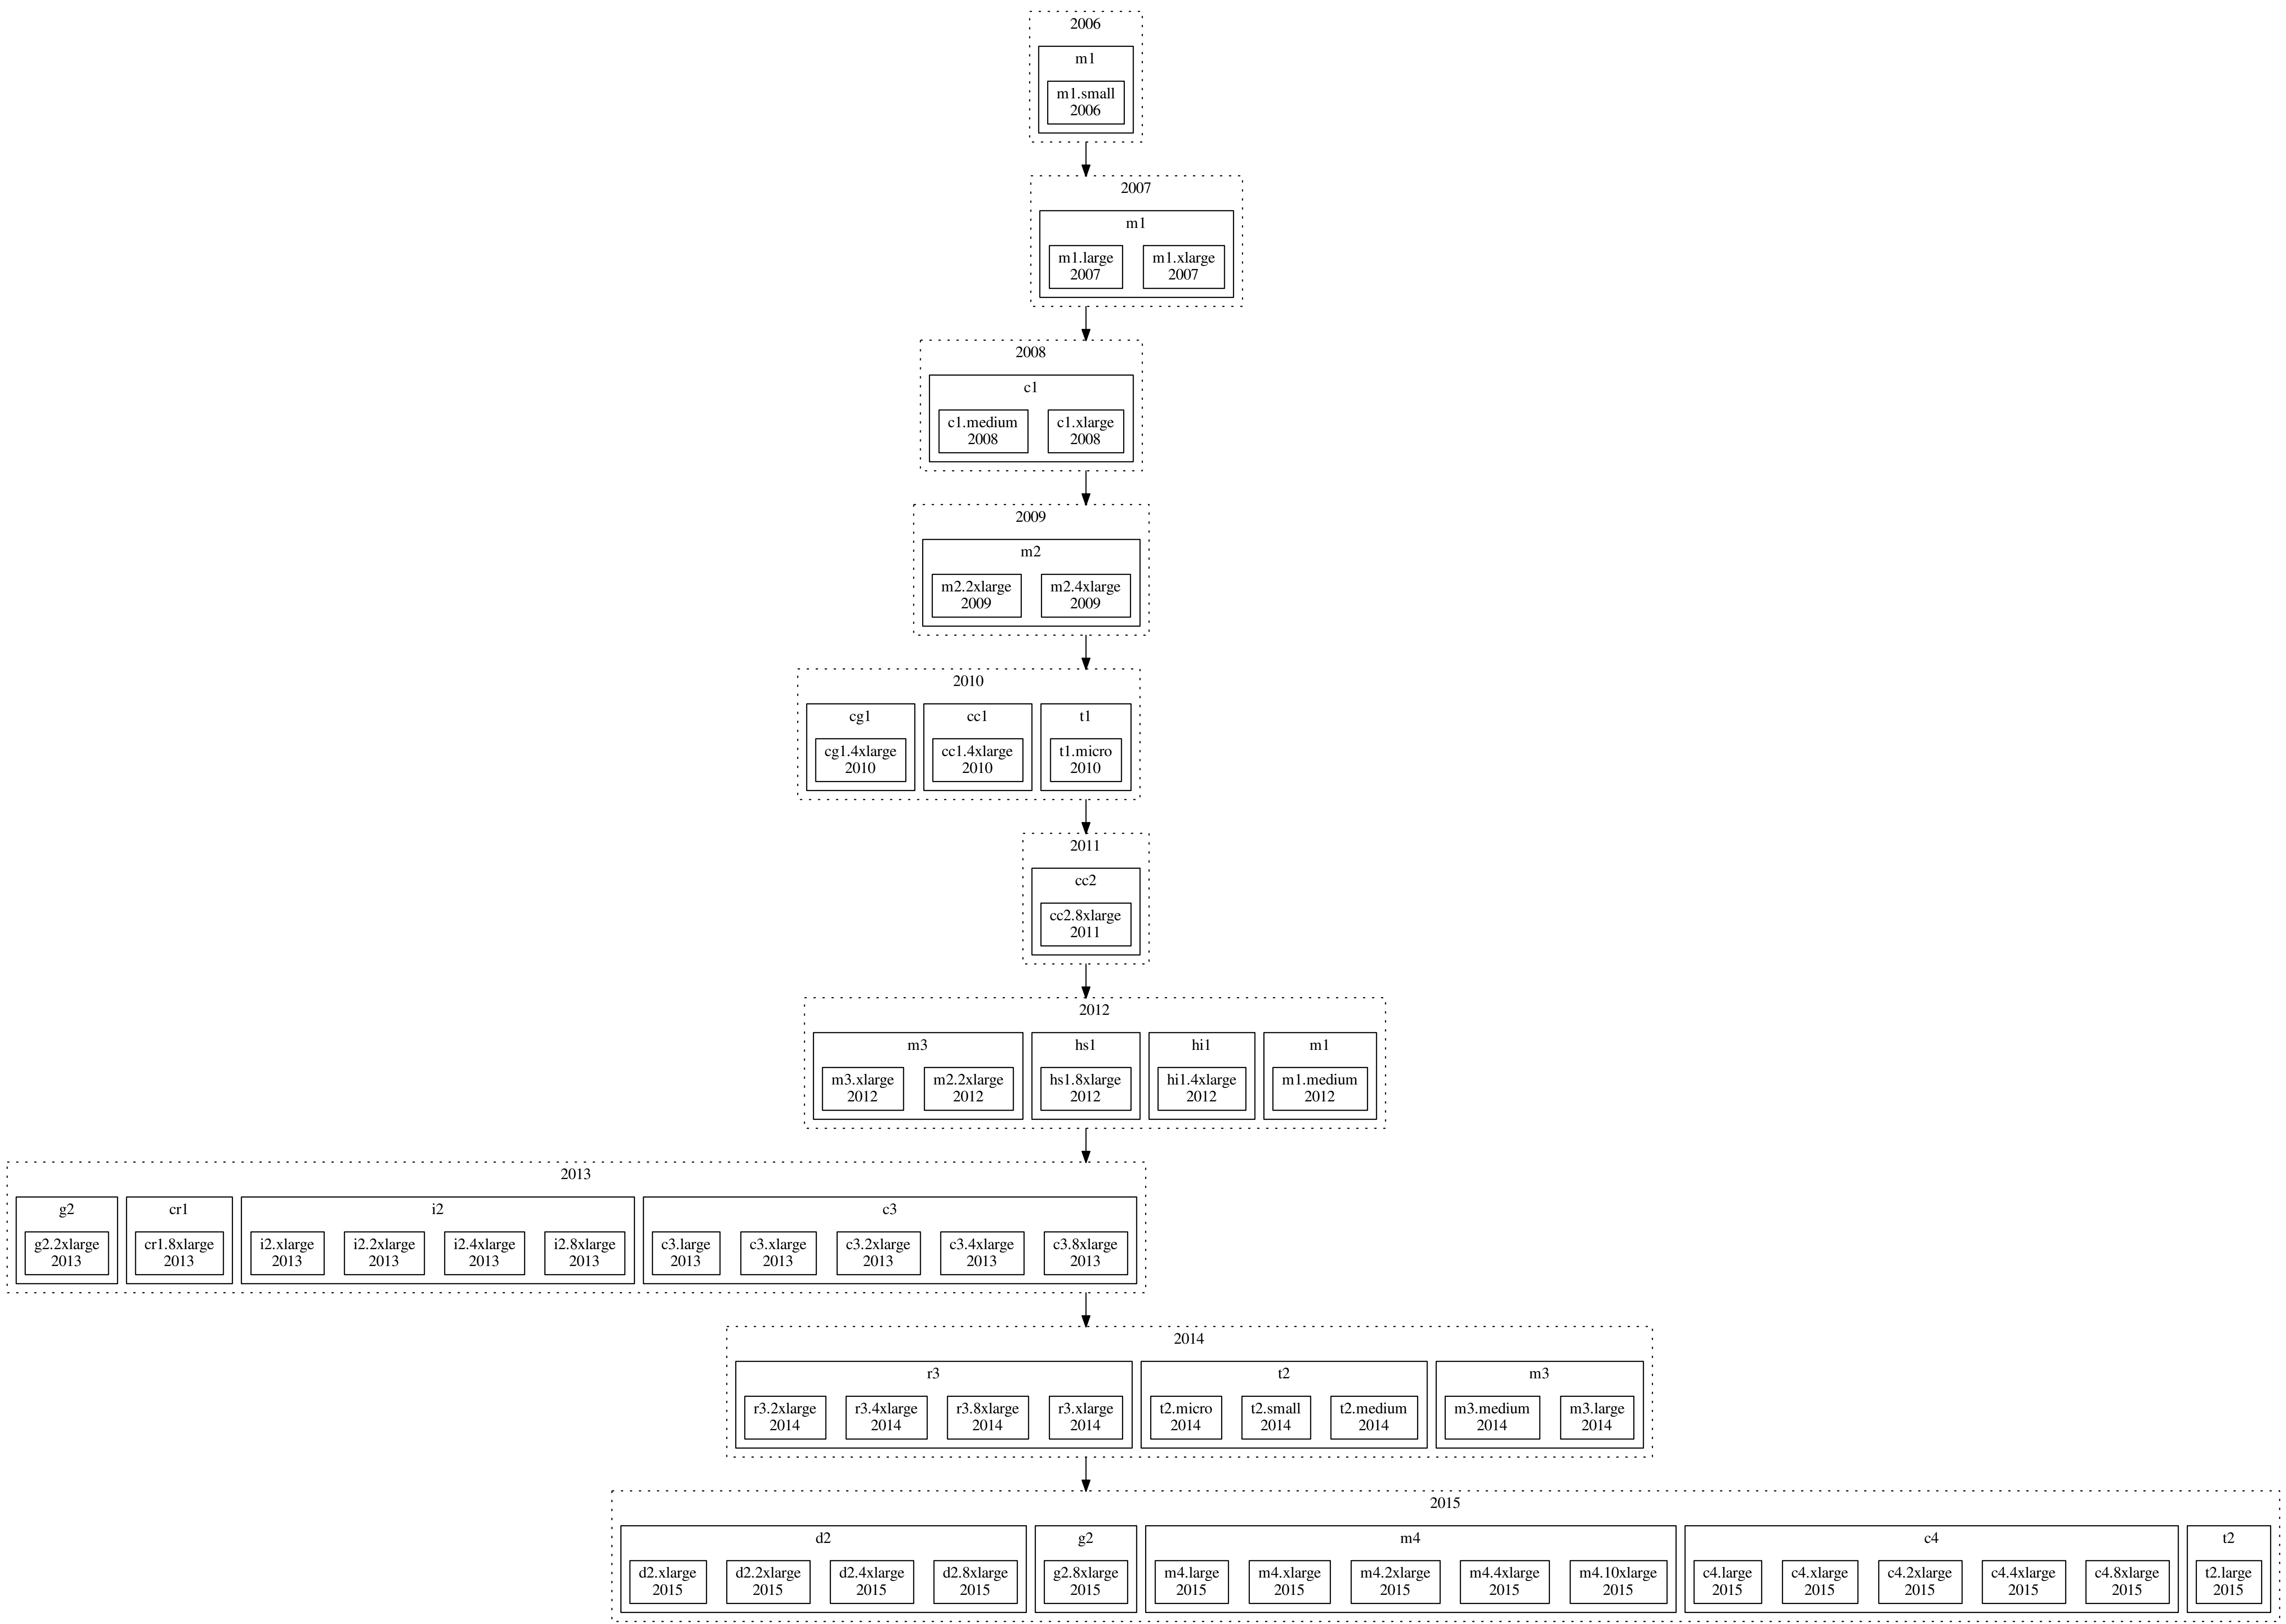 2006
m1
m1.small
2006
2007
m1
m1.large
2007
m1.xlarge
2007
2008
c1
c1.medium
2008
c1.xlarge
2008
2009
m2
m2.2xlarge
2009
m2.4xlarge
2009
2010
cg1
cg1.4xlarge
2010
cc1
cc1.4xlarge
2010
t1
t1.micro
2010
2011
cc2
cc2.8xlarge
2011
2012
m3
m3.xlarge
2012
m2.2xlarge
2012
hs1
hs1.8xlarge
2012
hi1
hi1.4xlarge
2012
m1
m1.medium
2012
2013
g2
g2.2xlarge
2013
cr1
cr1.8xlarge
2013
i2
i2.xlarge
2013
i2.2xlarge
2013
i2.4xlarge
2013
i2.8xlarge
2013
c3
c3.large
2013
c3.xlarge
2013
c3.2xlarge
2013
c3.4xlarge
2013
c3.8xlarge
2013
2014
r3
r3.2xlarge
2014
r3.4xlarge
2014
r3.8xlarge
2014
r3.xlarge
2014
t2
t2.micro
2014
t2.small
2014
t2.medium
2014
m3
m3.medium
2014
m3.large
2014
2015
d2
d2.xlarge
2015
d2.2xlarge
2015
d2.4xlarge
2015
d2.8xlarge
2015
g2
g2.8xlarge
2015
m4
m4.large
2015
m4.xlarge
2015
m4.2xlarge
2015
m4.4xlarge
2015
m4.10xlarge
2015
c4
c4.large
2015
c4.xlarge
2015
c4.2xlarge
2015
c4.4xlarge
2015
c4.8xlarge
2015
t2
t2.large
2015